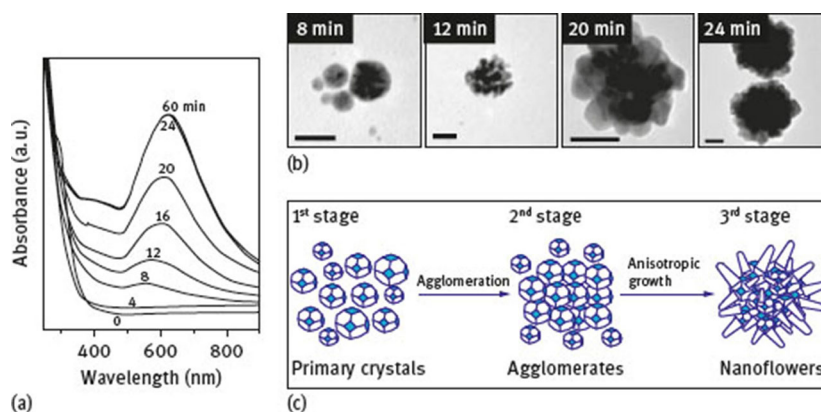 60 min
24
20
16
12
8
4
0
Absorbance (a.u.)
400 600 800
Wavelength (nm)
(a)
8 min 12 min 20 min 24 min
(b)
1st stage 2nd stage 3rd stage
Agglomeration
Anisotropic
growth
Primary crystals Agglomerates Nanoflowers
(c)